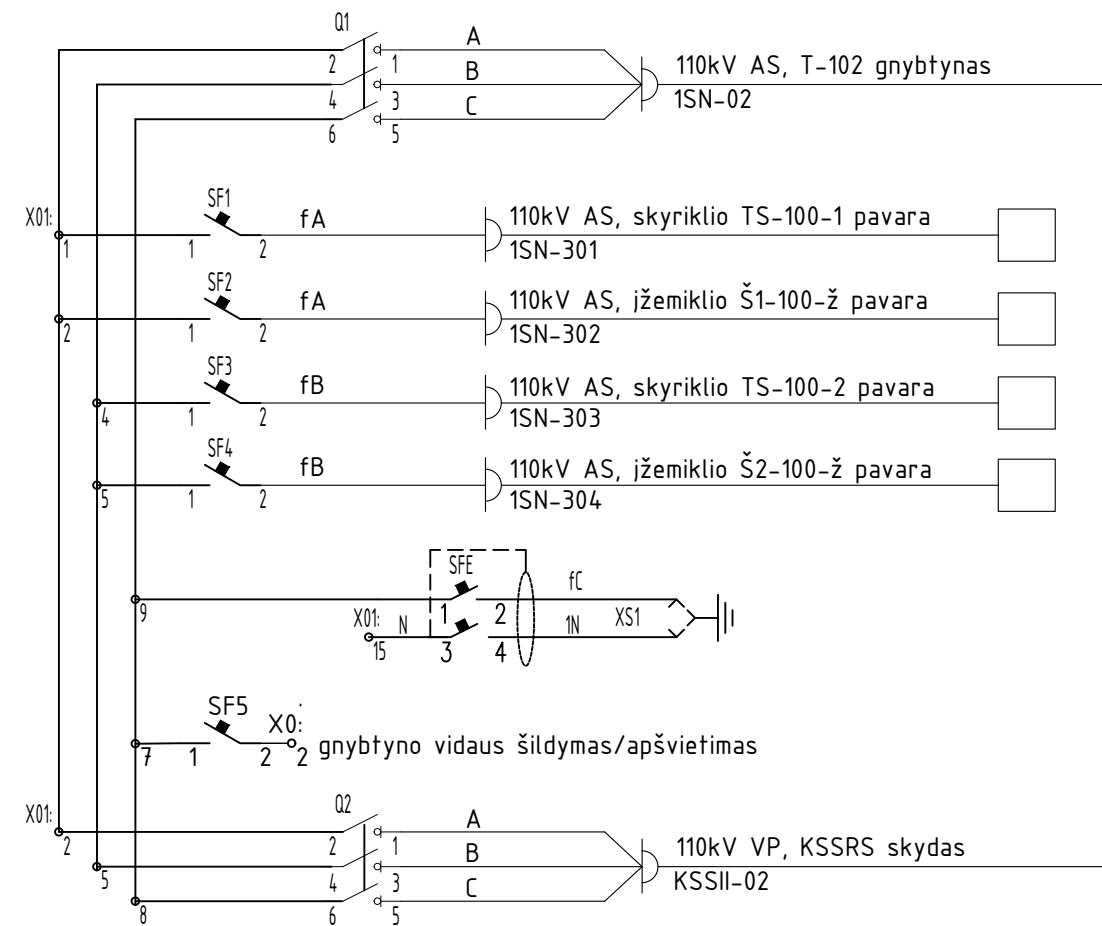 Q1
2 1 A
4 3 B
6 5 C
110kV AS, T-102 gnybtynas
1SN-02
X01:
SF1
1 1 2 fA
110kV AS, skyriklio TS-100-1 pavara
1SN-301
SF2
2 1 2 fA
110kV AS, įžemiklio Š1-100-ž pavara
1SN-302
SF3
4 1 2 fB
110kV AS, skyriklio TS-100-2 pavara
1SN-303
SF4
5 1 2 fB
110kV AS, įžemiklio Š2-100-ž pavara
1SN-304
SFE
9 1 2 fC
X01: N 1N XS1
15 3 4
SF5 X0:
7 1 2 2 gnybtyno vidaus šildymas/apšvietimas
X01:
Q2
2 2 1 A
5 4 3 B
8 6 5 C
110kV VP, KSSRS skydas
KSSII-02